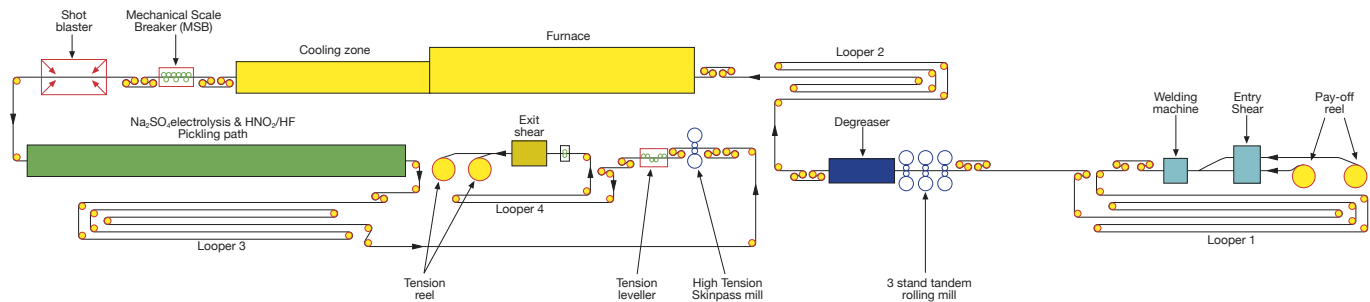 Shot
blaster
Mechanical Scale
Breaker (MSB)
Cooling zone
Furnace
Looper 2
Welding
machine
Entry
Shear
Pay-off
reel
Na₂SO₄electrolysis & HNO₃/HF
Pickling path
Exit
shear
Degreaser
Looper 4
Looper 3
Looper 1
Tension
reel
Tension
leveller
High Tension
Skinpass mill
3 stand tandem
rolling mill